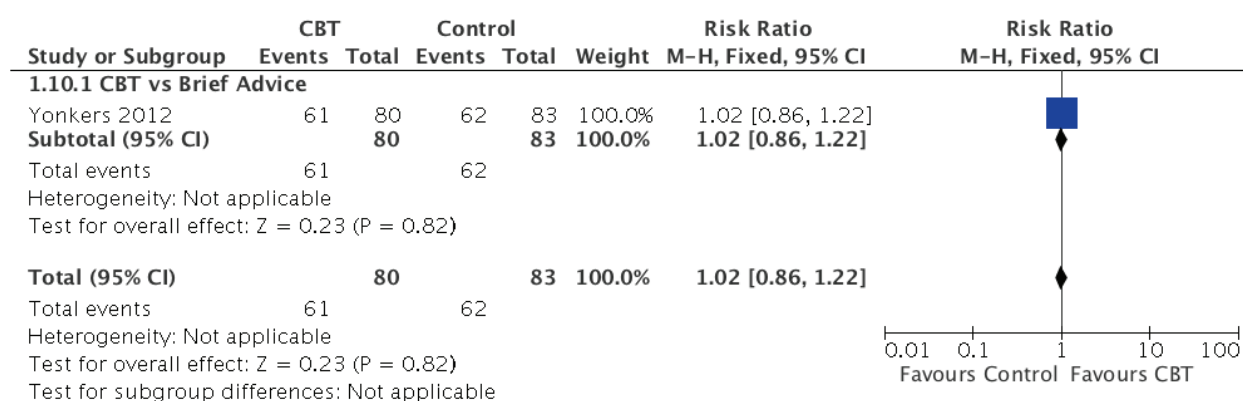 CBT Control Risk Ratio Risk Ratio
Study or Subgroup Events Total Events Total Weight M-H, Fixed, 95% CI M-H, Fixed, 95% CI
1.10.1 CBT vs Brief Advice
Yonkers 2012 61 80 62 83 100.0% 1.02 [0.86, 1.22]
Subtotal (95% CI) 80 83 100.0% 1.02 [0.86, 1.22]
Total events 61 62
Heterogeneity: Not applicable
Test for overall effect: Z = 0.23 (P = 0.82)
Total (95% CI) 80 83 100.0% 1.02 [0.86, 1.22]
Total events 61 62
Heterogeneity: Not applicable
Test for overall effect: Z = 0.23 (P = 0.82)
Test for subgroup differences: Not applicable
0.01 0.1 1 10 100
Favours Control Favours CBT